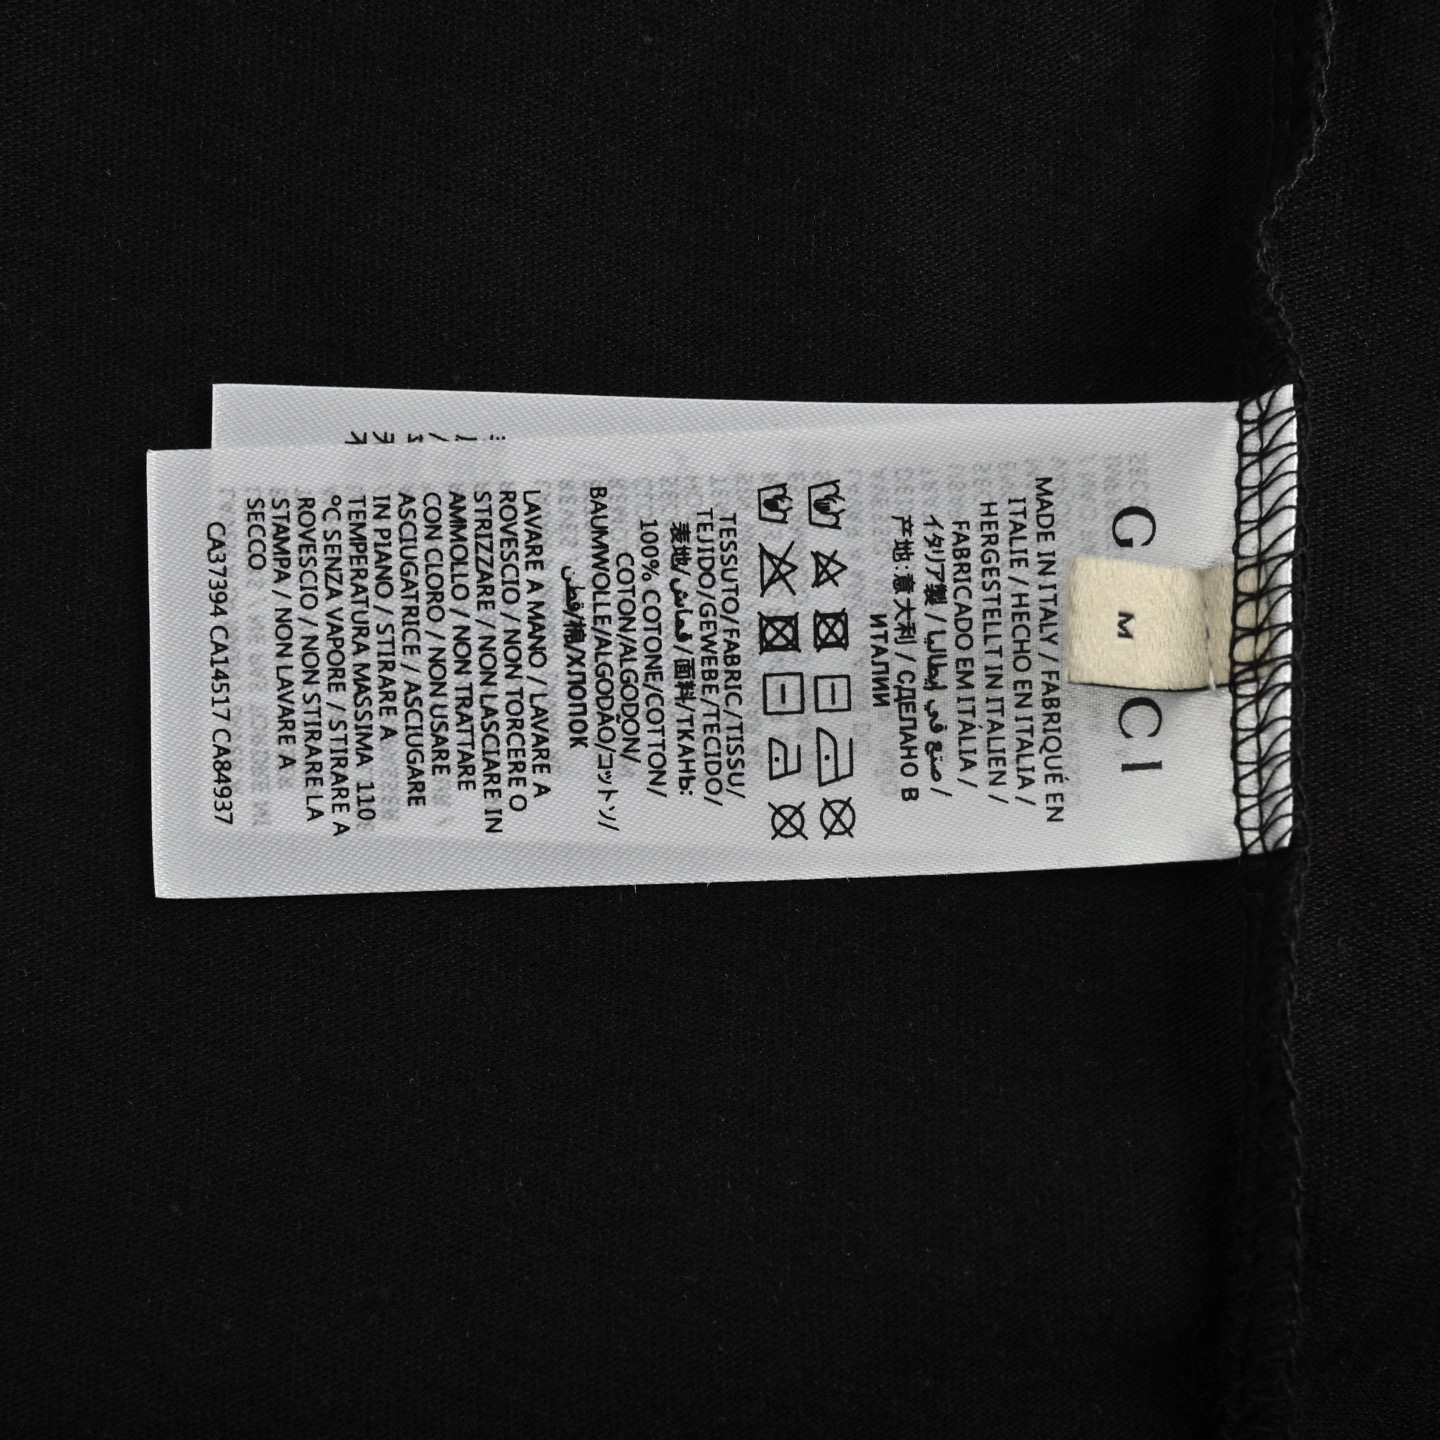 G CI
M
MADE IN ITALY / FABRIQUÉ EN
ITALIE / HECHO EN ITALIA /
HERGESTELLT IN ITALIEN /
FABRICADO EM ITÁLIA /
イタリア製 / صنع في إيطاليا /
产地:意大利 / СДЕЛАНО В
ИТАЛИИ
TESSUTO/FABRIC/TISSU/
TEJIDO/GEWEBE/TECIDO/
表地/قماش/面料/ТКАНЬ:
100% COTONE/COTTON/
COTON/ALGODÓN/
BAUMWOLLE/ALGODÃO/コットン/
قطن/棉/ХЛОПОК
LAVARE A MANO / LAVARE A
ROVESCIO / NON TORCERE O
STRIZZARE / NON LASCIARE IN
AMMOLLO / NON TRATTARE
CON CLORO / NON USARE
ASCIUGATRICE / ASCIUGARE
IN PIANO / STIRARE A
TEMPERATURA MASSIMA 110
°C SENZA VAPORE / STIRARE A
ROVESCIO / NON STIRARE LA
STAMPA / NON LAVARE A
SECCO
CA37394 CA14517 CA84937